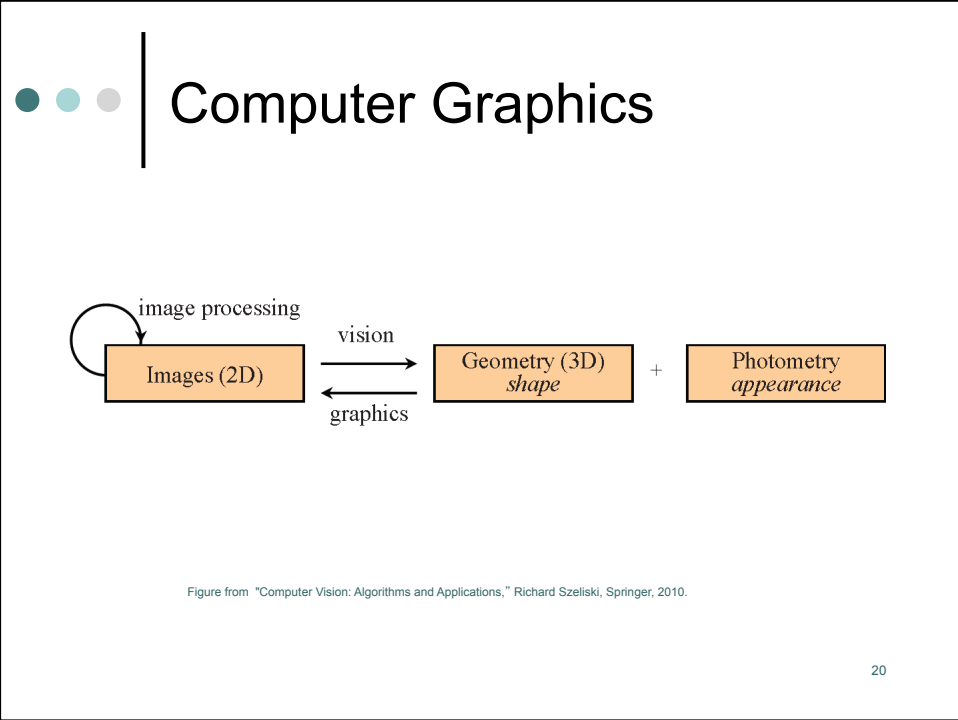 Computer Graphics
image processing
vision
Images (2D)
Geometry (3D)
shape
+
Photometry
appearance
graphics
Figure from "Computer Vision: Algorithms and Applications,” Richard Szeliski, Springer, 2010.
20